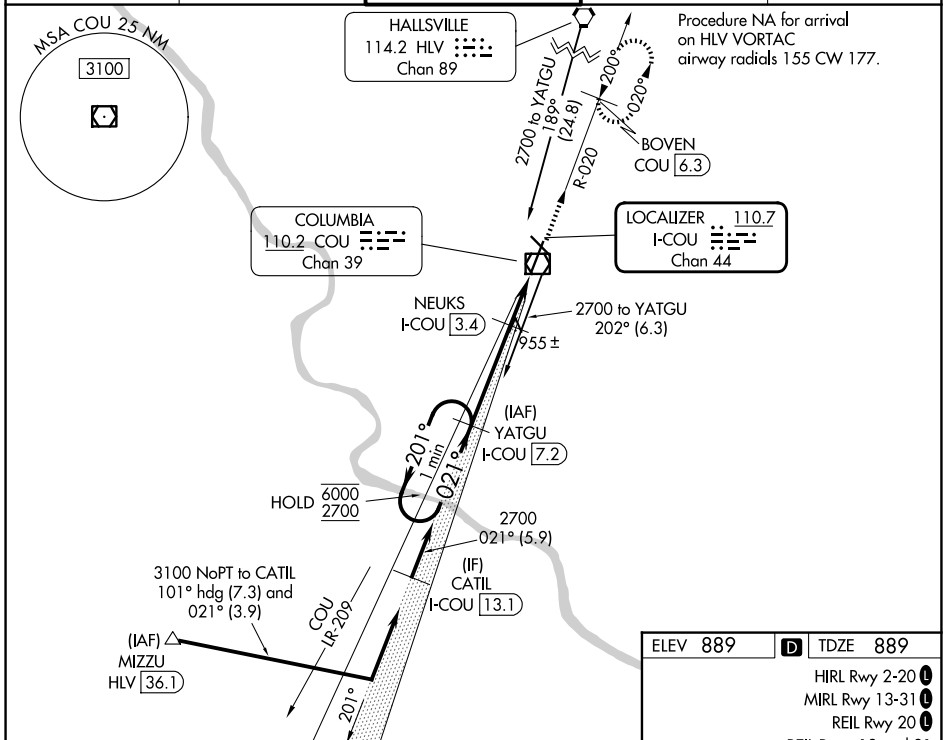 MSA COU 25 NM
3100
HALLSVILLE
114.2 HLV
Chan 89
Procedure NA for arrival
on HLV VORTAC
airway radials 155 CW 177.
2700 to YATGU
189°
(24.8)
200°
020°
R-020
BOVEN
COU 6.3
COLUMBIA
110.2 COU
Chan 39
LOCALIZER 110.7
I-COU
Chan 44
NEUKS
I-COU 3.4
2700 to YATGU
202° (6.3)
955 ±
(IAF)
YATGU
I-COU 7.2
201°
1 min
021°
HOLD 6000
2700
2700
021° (5.9)
(IF)
CATIL
I-COU 13.1
3100 NoPT to CATIL
101° hdg (7.3) and
021° (3.9)
COU
LR-209
(IAF)
MIZZU
HLV 36.1
201°
ELEV 889 D TDZE 889
HIRL Rwy 2-20 L
MIRL Rwy 13-31 L
REIL Rwy 20 L